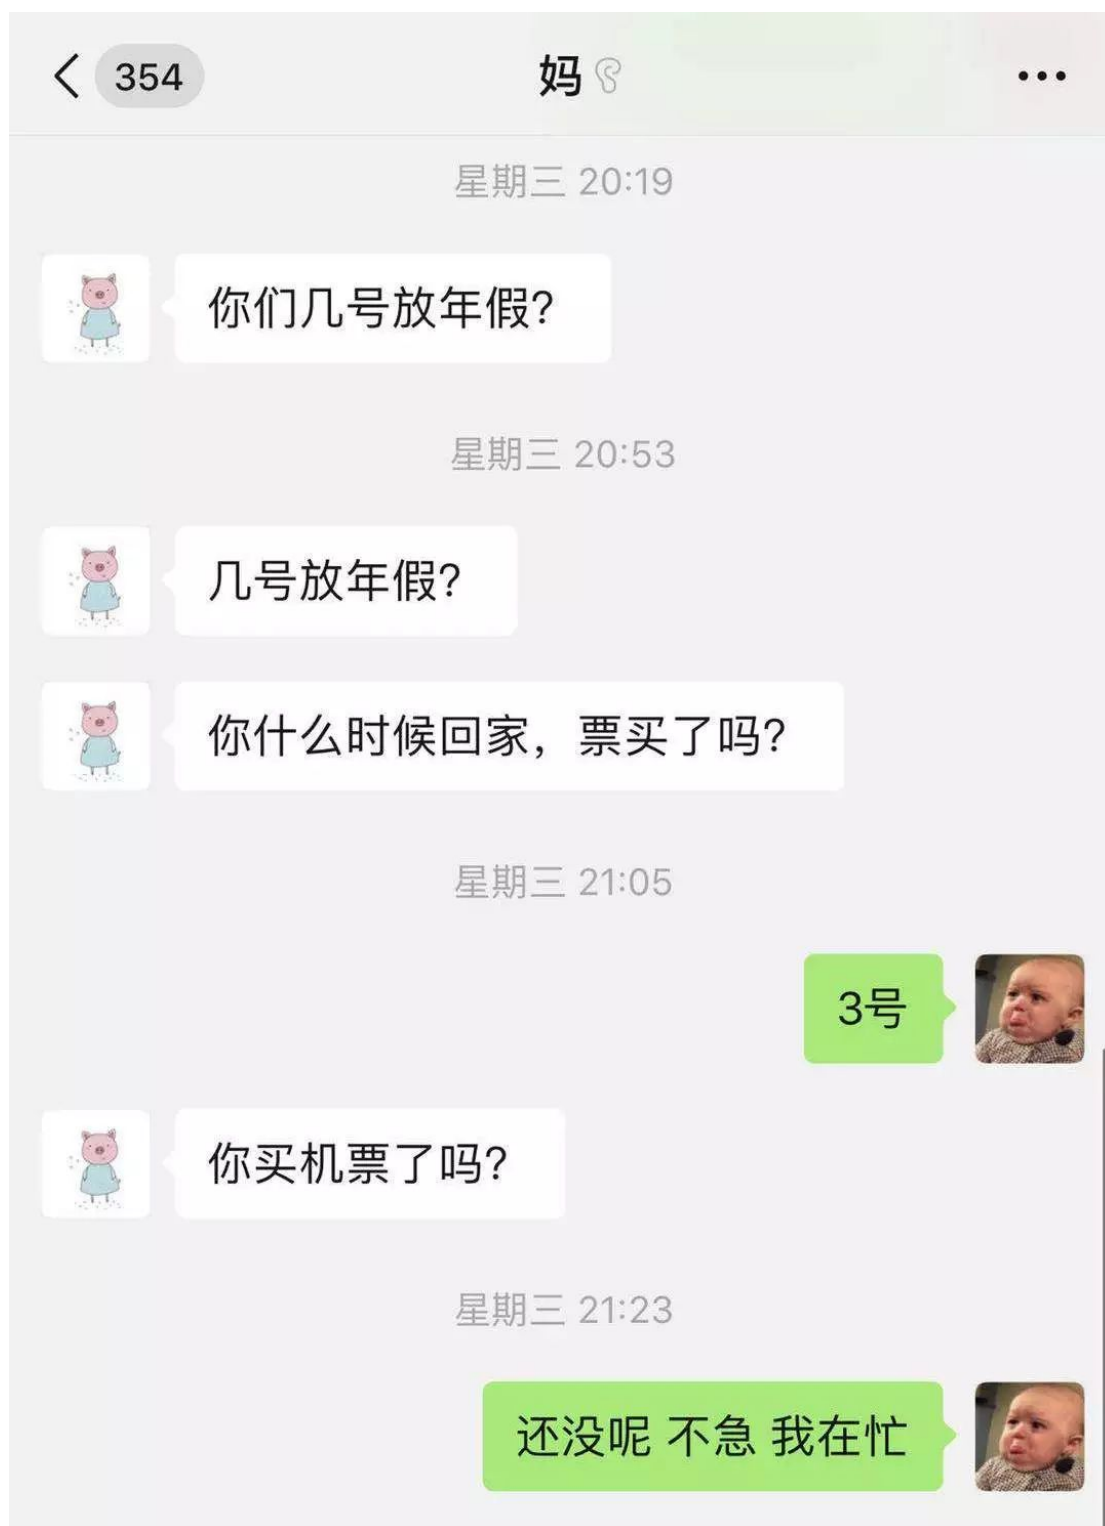 354
妈
星期三 20:19
你们几号放年假?
星期三 20:53
几号放年假?
你什么时候回家，票买了吗?
星期三 21:05
3号
你买机票了吗?
星期三 21:23
还没呢 不急 我在忙